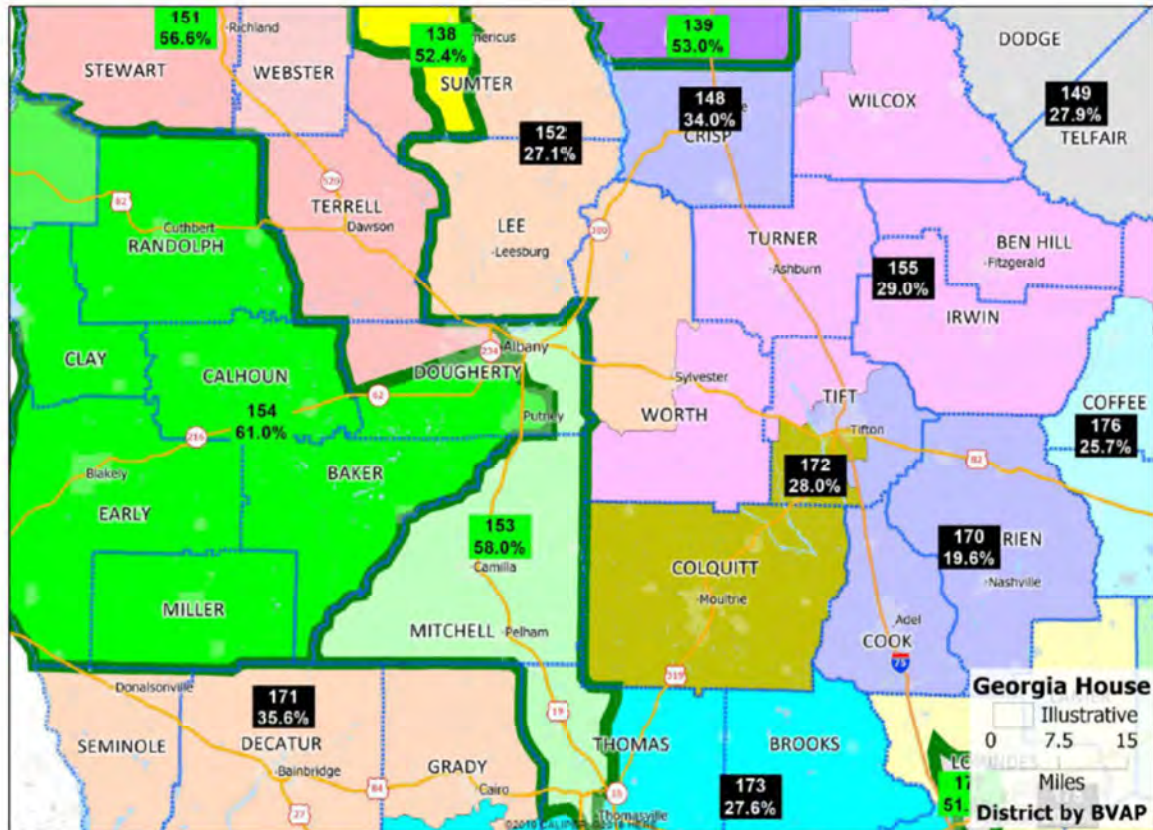 151
56.6%
Richland
STEWART
WEBSTER
138
52.4%
SUMTER
139
53.0%
DODGE
148
34.0%
CRISP
WILCOX
149
27.9%
TELFAIR
152
27.1%
520
82
Cuthbert
RANDOLPH
TERRELL
Dawson
LEE
Leesburg
300
TURNER
Ashburn
BEN HILL
Fitzgerald
155
29.0%
IRWIN
CLAY
CALHOUN
234
Albany
DOUGHERTY
62
Putney
Sylvester
WORTH
TIFT
Tifton
COFFEE
176
25.7%
154
61.0%
216
Blakely
EARLY
BAKER
172
28.0%
82
153
58.0%
Camilla
COLQUITT
Moultrie
170
19.6%
RIEN
Nashville
MILLER
MITCHELL
Pelham
Adel
COOK
75
319
Donalsonville
171
35.6%
SEMINOLE
DECATUR
Bainbridge
GRADY
Cairo
84
27
19
THOMAS
BROOKS
Thomasville
173
27.6%
Georgia House
Illustrative
0 7.5 15
Miles
District by BVAP